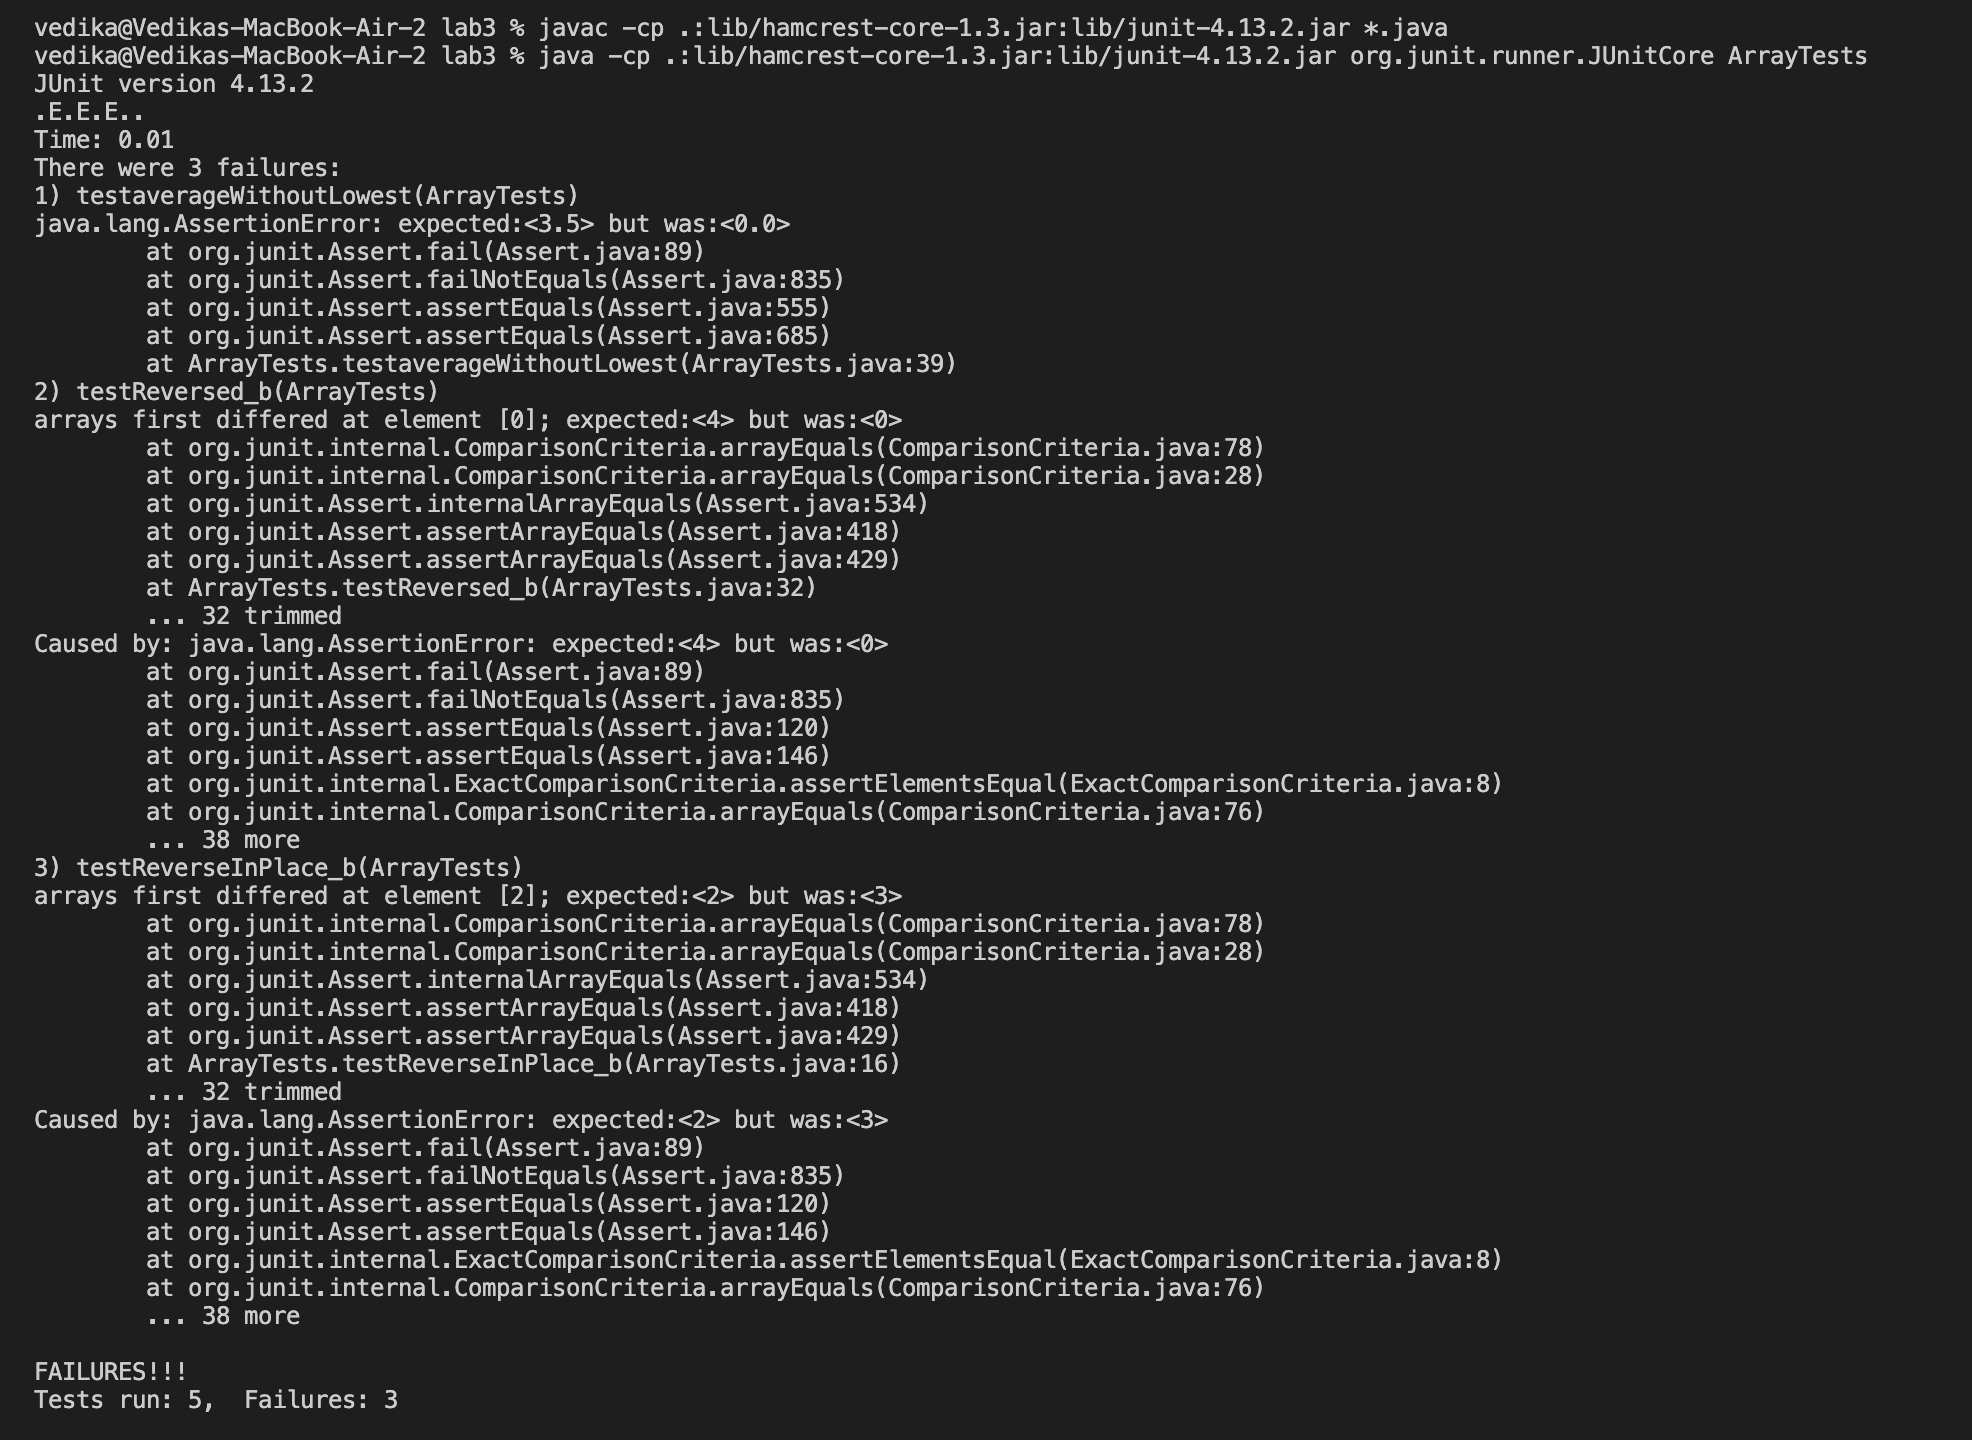 vedika@Vedikas-MacBook-Air-2 lab3 % javac -cp .:lib/hamcrest-core-1.3.jar:lib/junit-4.13.2.jar *.java
vedika@Vedikas-MacBook-Air-2 lab3 % java -cp .:lib/hamcrest-core-1.3.jar:lib/junit-4.13.2.jar org.junit.runner.JUnitCore ArrayTests
JUnit version 4.13.2
.E.E.E..
Time: 0.01
There were 3 failures:
1) testaverageWithoutLowest(ArrayTests)
java.lang.AssertionError: expected:<3.5> but was:<0.0>
        at org.junit.Assert.fail(Assert.java:89)
        at org.junit.Assert.failNotEquals(Assert.java:835)
        at org.junit.Assert.assertEquals(Assert.java:555)
        at org.junit.Assert.assertEquals(Assert.java:685)
        at ArrayTests.testaverageWithoutLowest(ArrayTests.java:39)
2) testReversed_b(ArrayTests)
arrays first differed at element [0]; expected:<4> but was:<0>
        at org.junit.internal.ComparisonCriteria.arrayEquals(ComparisonCriteria.java:78)
        at org.junit.internal.ComparisonCriteria.arrayEquals(ComparisonCriteria.java:28)
        at org.junit.Assert.internalArrayEquals(Assert.java:534)
        at org.junit.Assert.assertArrayEquals(Assert.java:418)
        at org.junit.Assert.assertArrayEquals(Assert.java:429)
        at ArrayTests.testReversed_b(ArrayTests.java:32)
        ... 32 trimmed
Caused by: java.lang.AssertionError: expected:<4> but was:<0>
        at org.junit.Assert.fail(Assert.java:89)
        at org.junit.Assert.failNotEquals(Assert.java:835)
        at org.junit.Assert.assertEquals(Assert.java:120)
        at org.junit.Assert.assertEquals(Assert.java:146)
        at org.junit.internal.ExactComparisonCriteria.assertElementsEqual(ExactComparisonCriteria.java:8)
        at org.junit.internal.ComparisonCriteria.arrayEquals(ComparisonCriteria.java:76)
        ... 38 more
3) testReverseInPlace_b(ArrayTests)
arrays first differed at element [2]; expected:<2> but was:<3>
        at org.junit.internal.ComparisonCriteria.arrayEquals(ComparisonCriteria.java:78)
        at org.junit.internal.ComparisonCriteria.arrayEquals(ComparisonCriteria.java:28)
        at org.junit.Assert.internalArrayEquals(Assert.java:534)
        at org.junit.Assert.assertArrayEquals(Assert.java:418)
        at org.junit.Assert.assertArrayEquals(Assert.java:429)
        at ArrayTests.testReverseInPlace_b(ArrayTests.java:16)
        ... 32 trimmed
Caused by: java.lang.AssertionError: expected:<2> but was:<3>
        at org.junit.Assert.fail(Assert.java:89)
        at org.junit.Assert.failNotEquals(Assert.java:835)
        at org.junit.Assert.assertEquals(Assert.java:120)
        at org.junit.Assert.assertEquals(Assert.java:146)
        at org.junit.internal.ExactComparisonCriteria.assertElementsEqual(ExactComparisonCriteria.java:8)
        at org.junit.internal.ComparisonCriteria.arrayEquals(ComparisonCriteria.java:76)
        ... 38 more

FAILURES!!!
Tests run: 5,  Failures: 3